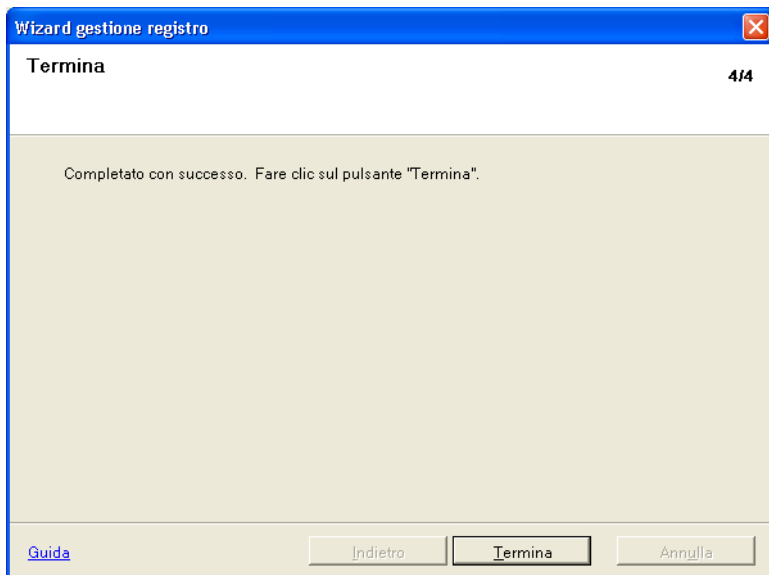 Wizard gestione registro
Termina
4/4
Completato con successo. Fare clic sul pulsante "Termina".
Guida
Indietro
Termina
Annulla